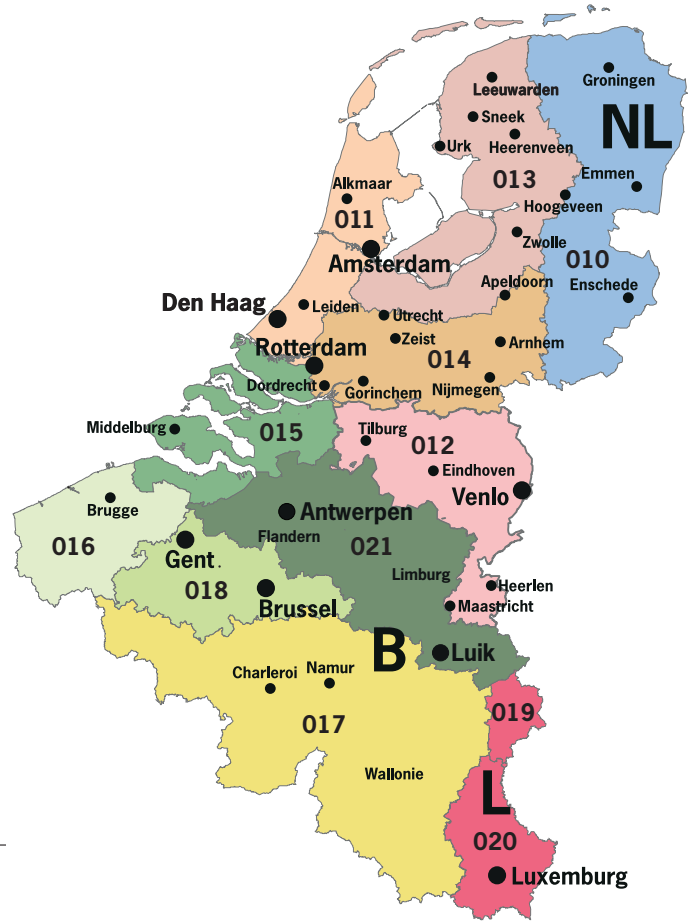 Groningen
Leeuwarden
NL
Sneek
Urk
Heerenveen
Emmen
013
Alkmaar
Hoogeveen
011
Zwolle
Amsterdam
010
Apeldoorn
Enschede
Den Haag
Leiden
Utrecht
Zeist
Arnhem
Rotterdam
014
Dordrecht
Gorinchem
Nijmegen
Middelburg
015
Tilburg
012
Eindhoven
Venlo
Brugge
Antwerpen
Flandern
016
021
Gent.
Limburg
018
Heerlen
Brussel
Maastricht
B
Luik
Charleroi
Namur
019
017
Wallonie
L
020
Luxemburg